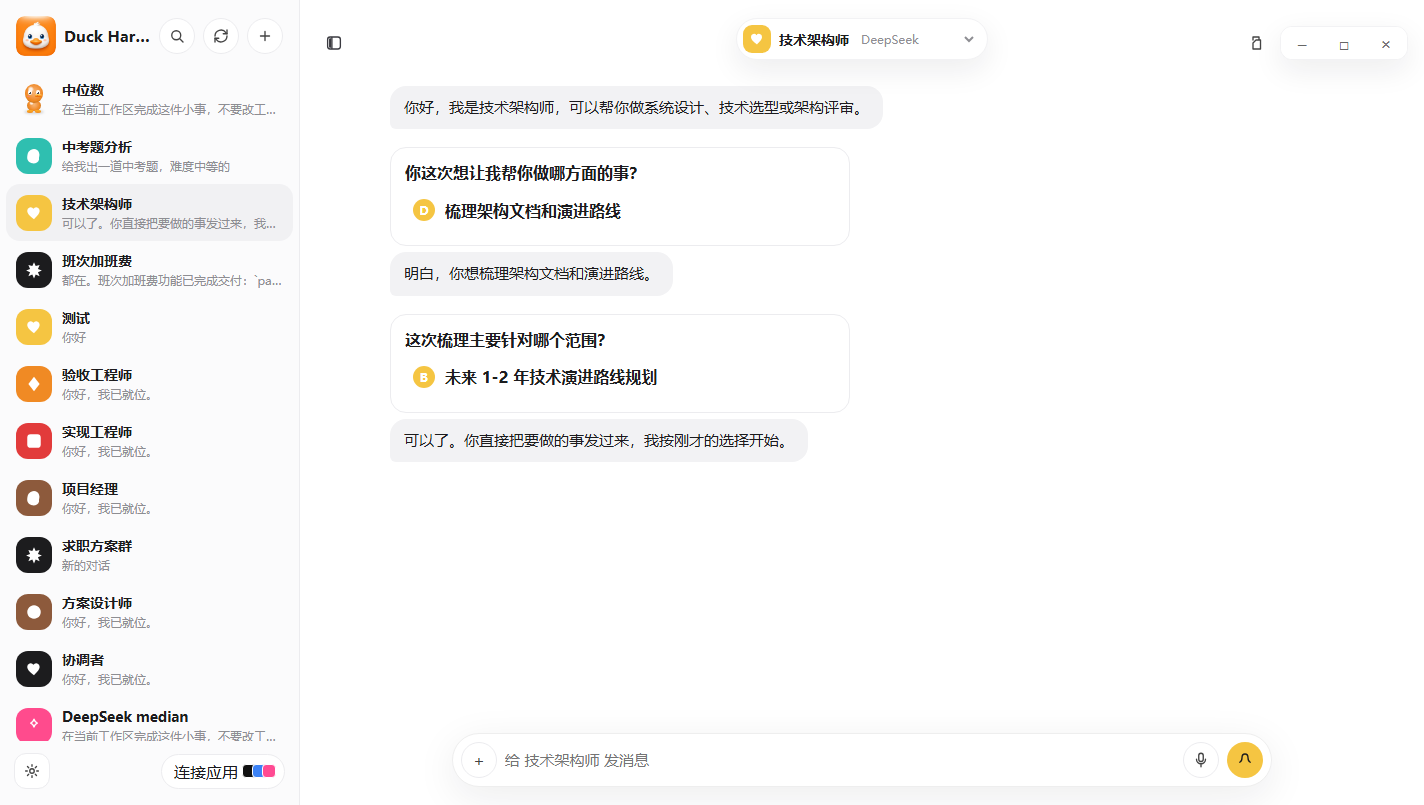 Duck Har...
中位数
在当前工作区完成这件小事，不要改工...
中考题分析
给我出一道中考题，难度中等的
技术架构师
可以了。你直接把要做的事发过来，我...
班次加班费
都在。班次加班费功能已完成交付：`pa...
测试
你好
验收工程师
你好，我已就位。
实现工程师
你好，我已就位。
项目经理
你好，我已就位。
求职方案群
新的对话
方案设计师
你好，我已就位。
协调者
你好，我已就位。
DeepSeek median
在当前工作区完成这件小事，不要改工...
连接应用
技术架构师 DeepSeek
你好，我是技术架构师，可以帮你做系统设计、技术选型或架构评审。
你这次想让我帮你做哪方面的事？
D 梳理架构文档和演进路线
明白，你想梳理架构文档和演进路线。
这次梳理主要针对哪个范围？
B 未来 1-2 年技术演进路线规划
可以了。你直接把要做的事发过来，我按刚才的选择开始。
给 技术架构师 发消息